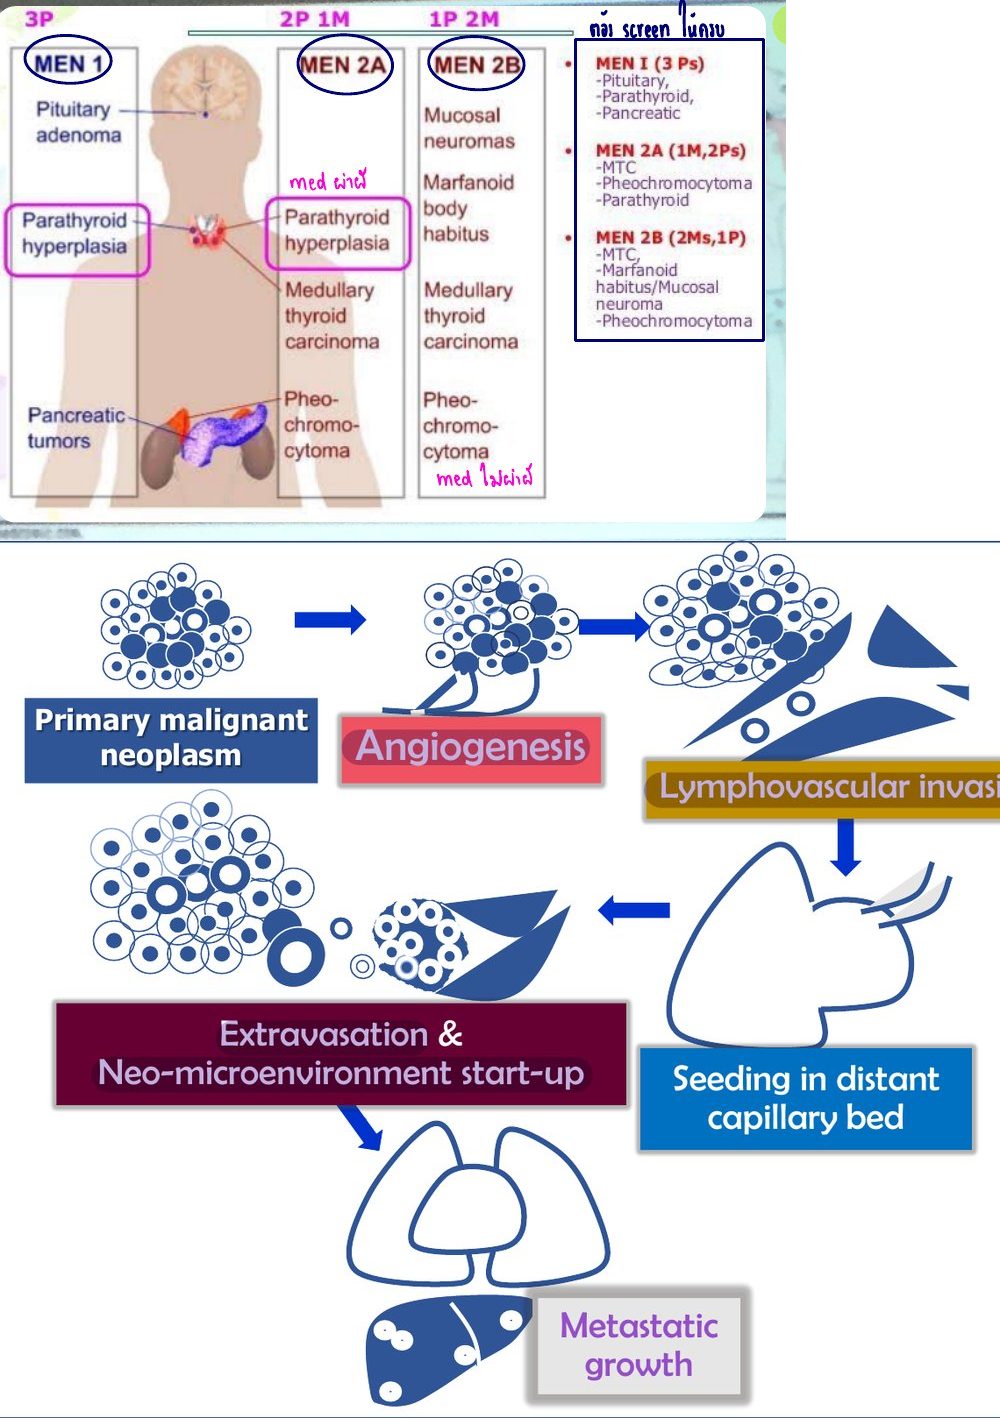 3P
2P 1M
1P 2M
ต้อง screen ให้ครบ
MEN 1
Pituitary
adenoma
Parathyroid
hyperplasia
Pancreatic
tumors
MEN 2A
med ผ่าตั
Parathyroid
hyperplasia
Medullary
thyroid
carcinoma
Pheo-
chromo-
cytoma
MEN 2B
Mucosal
neuromas
Marfanoid
body
habitus
Medullary
thyroid
carcinoma
Pheo-
chromo-
cytoma
med ไม่ผ่าตั
• MEN I (3 Ps)
-Pituitary,
-Parathyroid,
-Pancreatic
• MEN 2A (1M,2Ps)
-MTC
-Pheochromocytoma
-Parathyroid
• MEN 2B (2Ms,1P)
-MTC,
-Marfanoid
habitus/Mucosal
neuroma
-Pheochromocytoma
Primary malignant
neoplasm
Angiogenesis
Lymphovascular invasi
Extravasation &
Neo-microenvironment start-up
Seeding in distant
capillary bed
Metastatic
growth